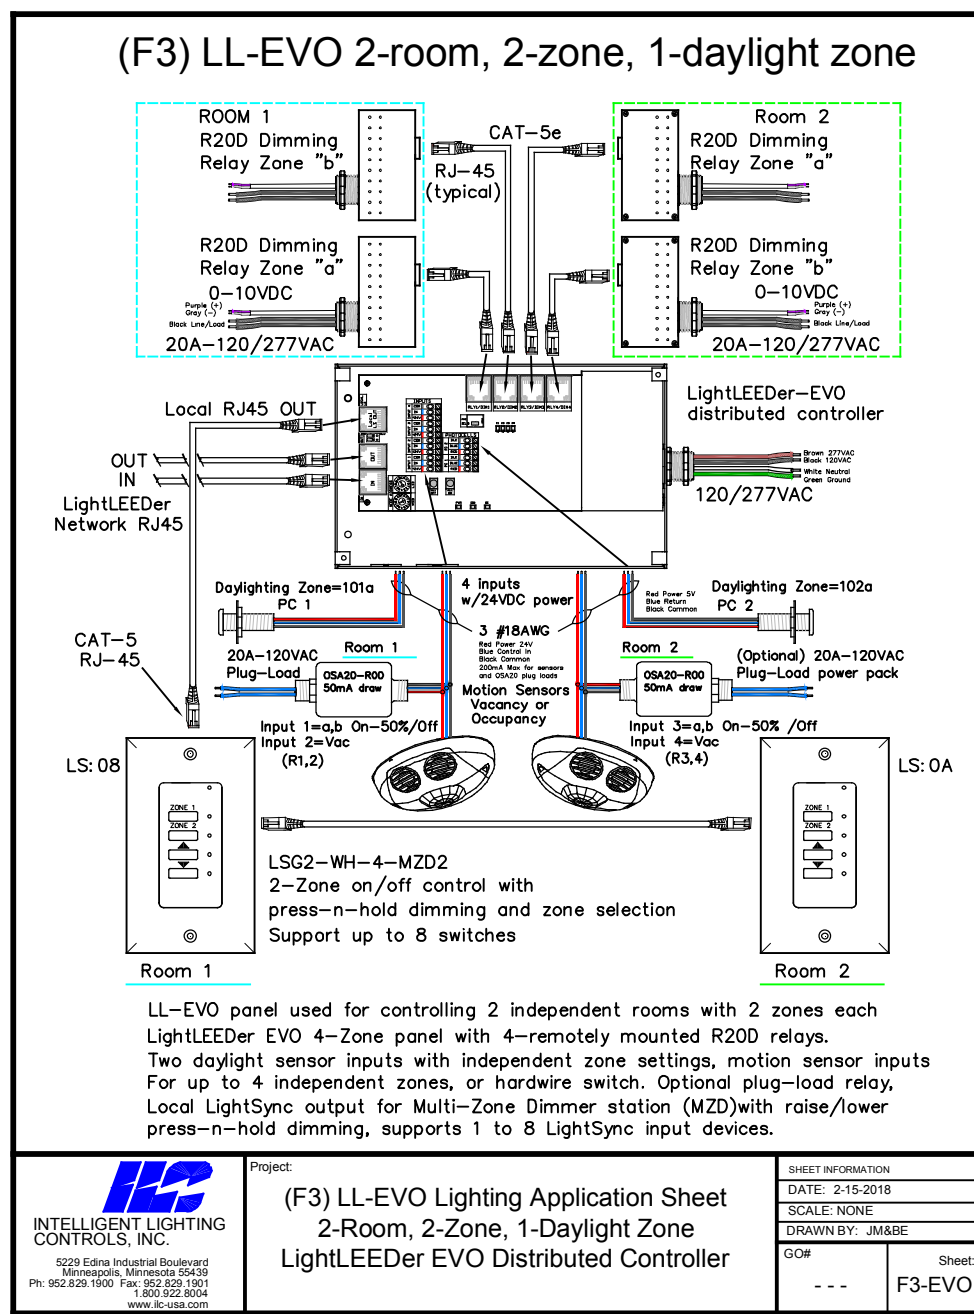 (F3) LL-EVO 2-room, 2-zone, 1-daylight zone
ROOM 1
R20D Dimming
Relay Zone "b"
CAT-5e
RJ-45
(typical)
Room 2
R20D Dimming
Relay Zone "a"
R20D Dimming
Relay Zone "a"
0-10VDC
Purple (+)
Gray (-)
Black Line/Load
20A-120/277VAC
R20D Dimming
Relay Zone "b"
0-10VDC
Purple (+)
Gray (-)
Black Line/Load
20A-120/277VAC
RLY1/ZON1
RLY2/ZON2
RLY3/ZON3
RLY4/ZON4
INPUTS
Local
LS OUT
OUT
IN
Local RJ45 OUT
OUT
IN
LightLEEDer
Network RJ45
LightLEEDer-EVO
distributed controller
Brown 277VAC
Black 120VAC
White Neutral
Green Ground
120/277VAC
Daylighting Zone=101a
PC 1
4 inputs
w/24VDC power
Red Power 5V
Blue Return
Black Common
Daylighting Zone=102a
PC 2
3 #18AWG
Red Power 24V
Blue Control In
Black Common
200mA Max for sensors
and OSA20 plug loads
CAT-5
RJ-45
20A-120VAC
Plug-Load
Room 1
OSA20-R00
50mA draw
Motion Sensors
Vacancy or
Occupancy
Room 2
OSA20-R00
50mA draw
(Optional) 20A-120VAC
Plug-Load power pack
Input 1=a,b On-50%/Off
Input 2=Vac
(R1,2)
Input 3=a,b On-50% /Off
Input 4=Vac
(R3,4)
LS: 08
ZONE 1
ZONE 2
LS: 0A
ZONE 1
ZONE 2
LSG2-WH-4-MZD2
2-Zone on/off control with
press-n-hold dimming and zone selection
Support up to 8 switches
Room 1
Room 2
LL-EVO panel used for controlling 2 independent rooms with 2 zones each
LightLEEDer EVO 4-Zone panel with 4-remotely mounted R20D relays.
Two daylight sensor inputs with independent zone settings, motion sensor inputs
For up to 4 independent zones, or hardwire switch. Optional plug-load relay,
Local LightSync output for Multi-Zone Dimmer station (MZD)with raise/lower
press-n-hold dimming, supports 1 to 8 LightSync input devices.
ILC
INTELLIGENT LIGHTING
CONTROLS, INC.
5229 Edina Industrial Boulevard
Minneapolis, Minnesota 55439
Ph: 952.829.1900 Fax: 952.829.1901
1.800.922.8004
www.ilc-usa.com
Project:
(F3) LL-EVO Lighting Application Sheet
2-Room, 2-Zone, 1-Daylight Zone
LightLEEDer EVO Distributed Controller
SHEET INFORMATION
DATE: 2-15-2018
SCALE: NONE
DRAWN BY: JM&BE
GO#
- - -
Sheet:
F3-EVO